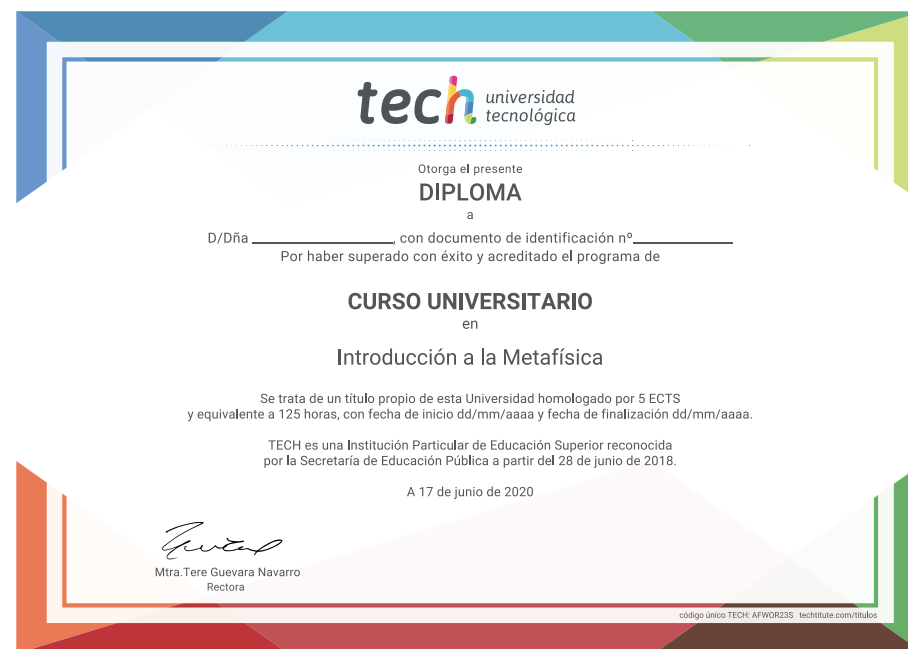 tech universidad
tecnológica
Otorga el presente
DIPLOMA
a
D/Dña ____________________, con documento de identificación nº______________
Por haber superado con éxito y acreditado el programa de
CURSO UNIVERSITARIO
en
Introducción a la Metafísica
Se trata de un título propio de esta Universidad homologado por 5 ECTS
y equivalente a 125 horas, con fecha de inicio dd/mm/aaaa y fecha de finalización dd/mm/aaaa.
TECH es una Institución Particular de Educación Superior reconocida
por la Secretaría de Educación Pública a partir del 28 de junio de 2018.
A 17 de junio de 2020
Mtra.Tere Guevara Navarro
Rectora
código único TECH: AFWOR23S techtitute.com/titulos